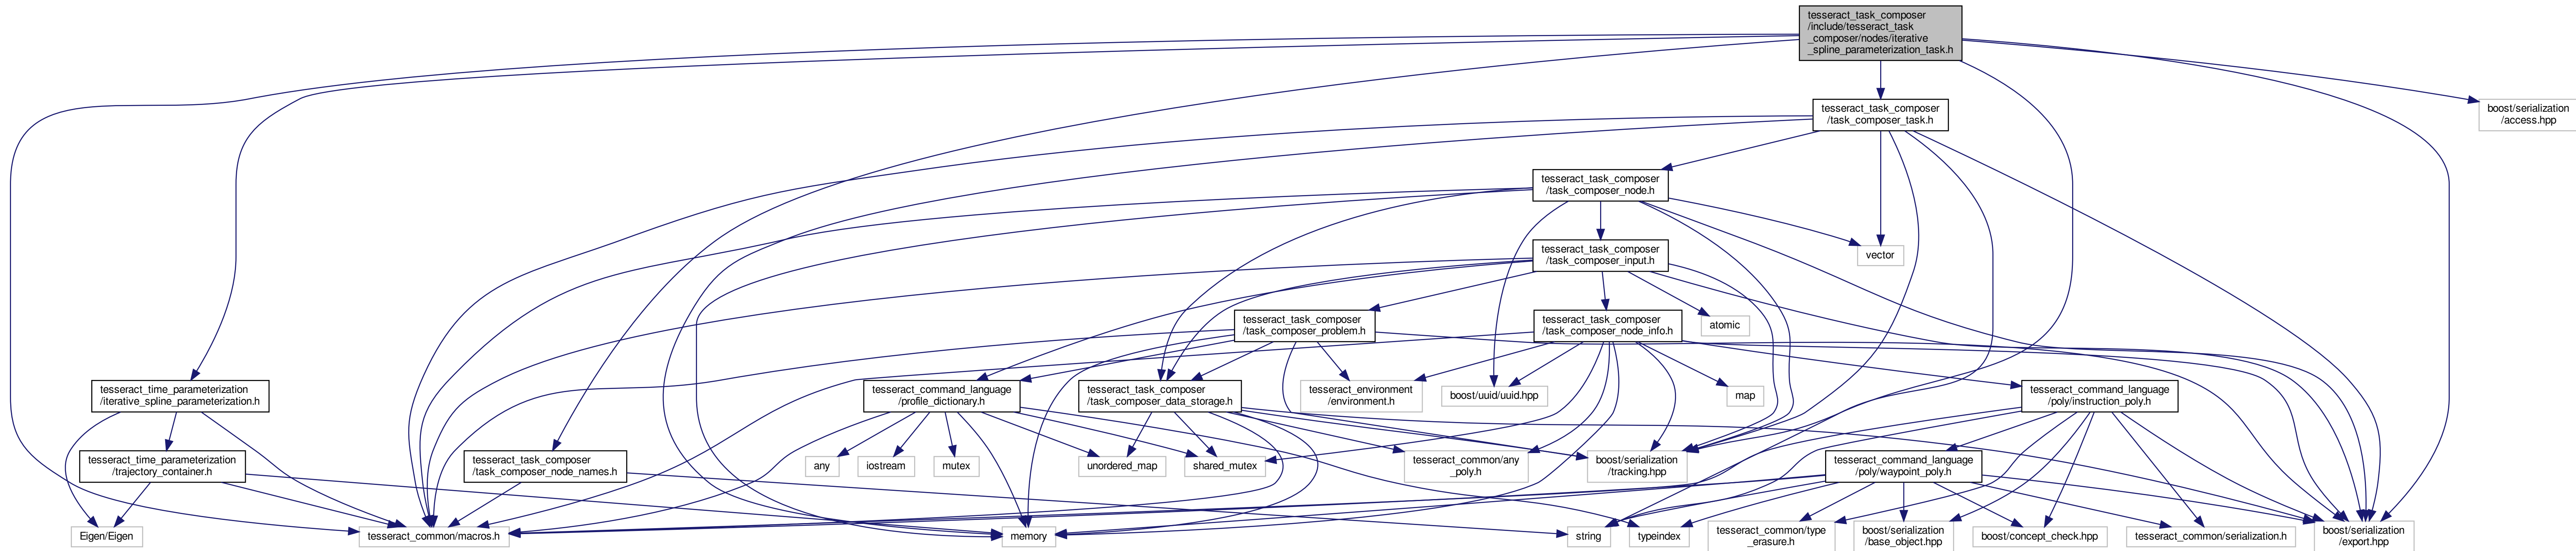 tesseract_task_composer
/include/tesseract_task
_composer/nodes/iterative
_spline_parameterization_task.h
tesseract_task_composer
/task_composer_task.h
boost/serialization
/access.hpp
tesseract_task_composer
/task_composer_node.h
tesseract_task_composer
/task_composer_input.h
vector
tesseract_task_composer
/task_composer_problem.h
tesseract_task_composer
/task_composer_node_info.h
atomic
tesseract_time_parameterization
/iterative_spline_parameterization.h
tesseract_command_language
/profile_dictionary.h
tesseract_task_composer
/task_composer_data_storage.h
tesseract_environment
/environment.h
boost/uuid/uuid.hpp
map
tesseract_command_language
/poly/instruction_poly.h
tesseract_time_parameterization
/trajectory_container.h
tesseract_task_composer
/task_composer_node_names.h
any
iostream
mutex
unordered_map
shared_mutex
tesseract_common/any
_poly.h
boost/serialization
/tracking.hpp
tesseract_command_language
/poly/waypoint_poly.h
Eigen/Eigen
tesseract_common/macros.h
memory
string
typeindex
tesseract_common/type
_erasure.h
boost/serialization
/base_object.hpp
boost/concept_check.hpp
tesseract_common/serialization.h
boost/serialization
/export.hpp